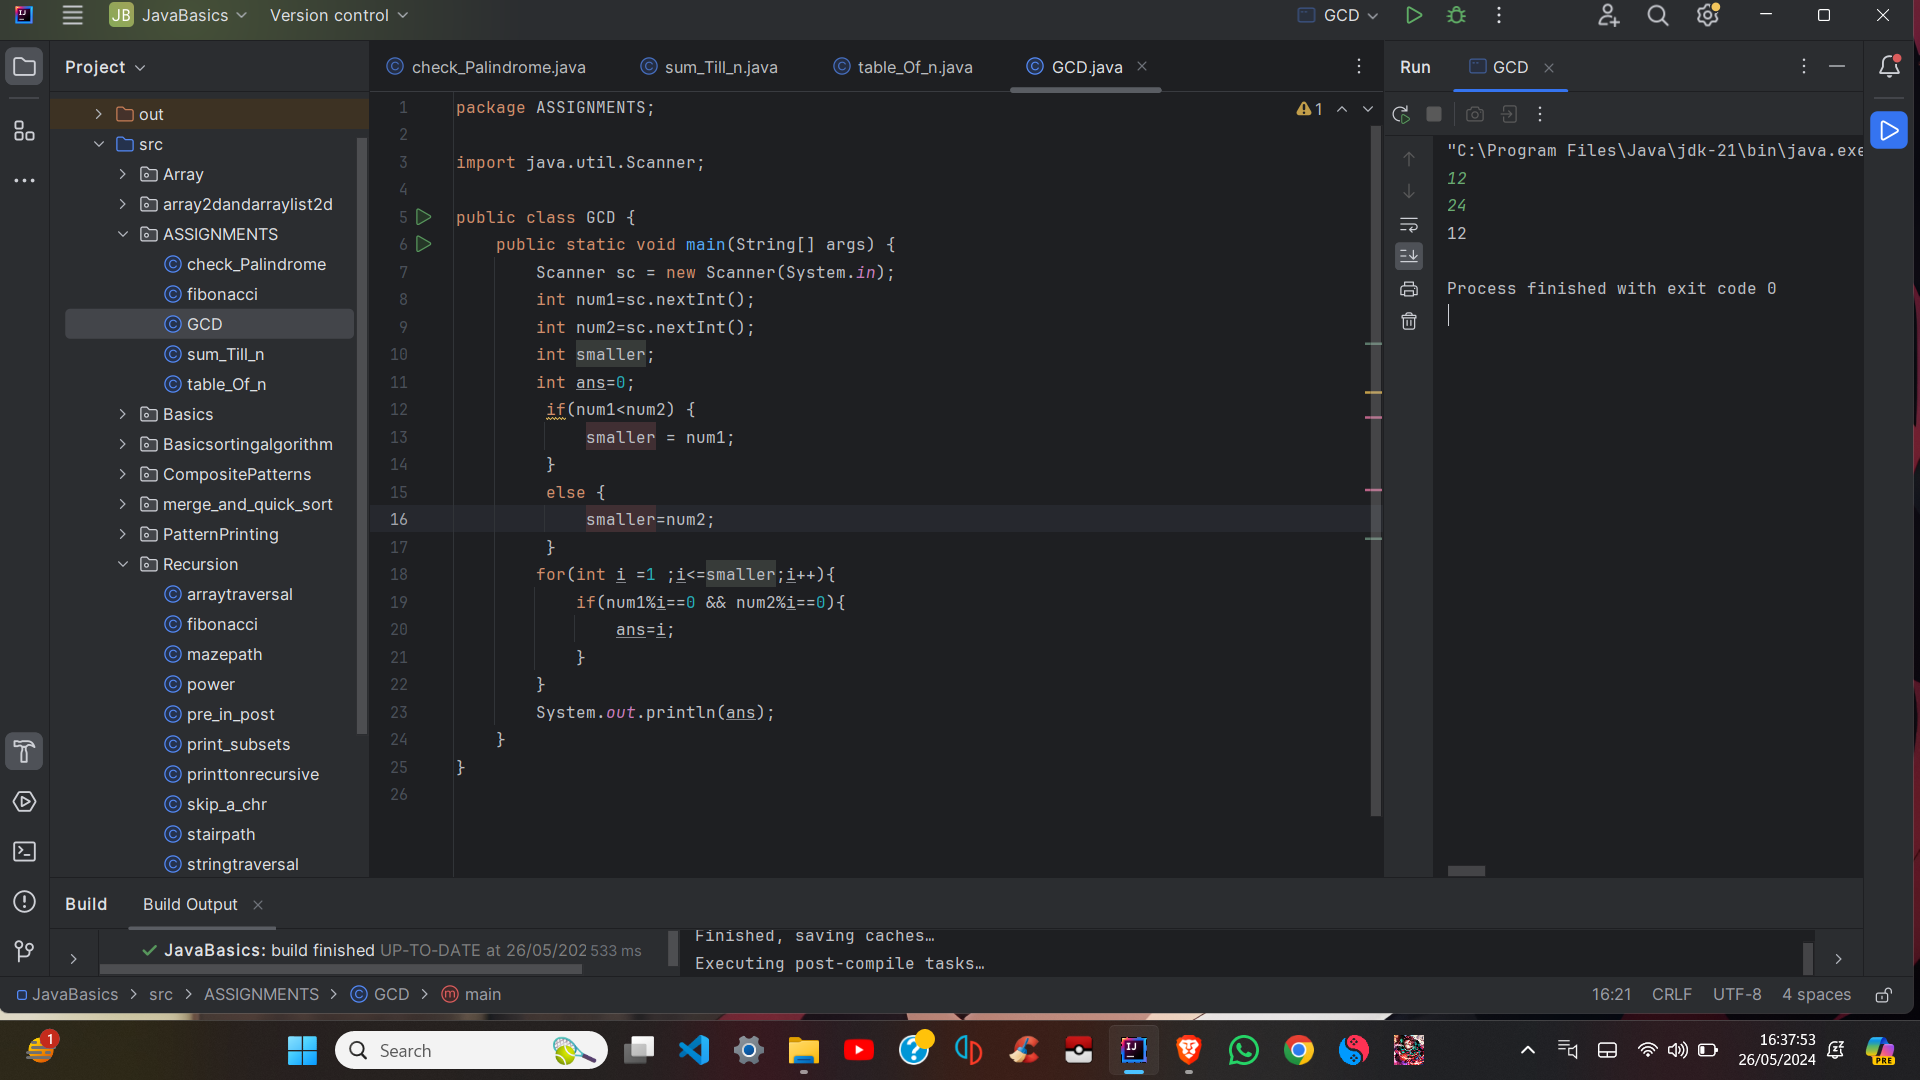 JB JavaBasics Version control GCD
Project
out
src
Array
array2dandarraylist2d
ASSIGNMENTS
check_Palindrome
fibonacci
GCD
sum_Till_n
table_Of_n
Basics
Basicsortingalgorithm
CompositePatterns
merge_and_quick_sort
PatternPrinting
Recursion
arraytraversal
fibonacci
mazepath
power
pre_in_post
print_subsets
printtonrecursive
skip_a_chr
stairpath
stringtraversal
check_Palindrome.java sum_Till_n.java table_Of_n.java GCD.java
1 package ASSIGNMENTS; 1
2
3 import java.util.Scanner;
4
5 public class GCD {
6 public static void main(String[] args) {
7 Scanner sc = new Scanner(System.in);
8 int num1=sc.nextInt();
9 int num2=sc.nextInt();
10 int smaller;
11 int ans=0;
12 if(num1<num2) {
13 smaller = num1;
14 }
15 else {
16 smaller=num2;
17 }
18 for(int i =1 ;i<=smaller;i++){
19 if(num1%i==0 && num2%i==0){
20 ans=i;
21 }
22 }
23 System.out.println(ans);
24 }
25 }
26
Run GCD
"C:\Program Files\Java\jdk-21\bin\java.exe
12
24
12
Process finished with exit code 0
Build Build Output
JavaBasics: build finished UP-TO-DATE at 26/05/202 533 ms
Finished, saving caches…
Executing post-compile tasks…
JavaBasics > src > ASSIGNMENTS > GCD > main
16:21 CRLF UTF-8 4 spaces
1
Search
16:37:53
26/05/2024
PRE